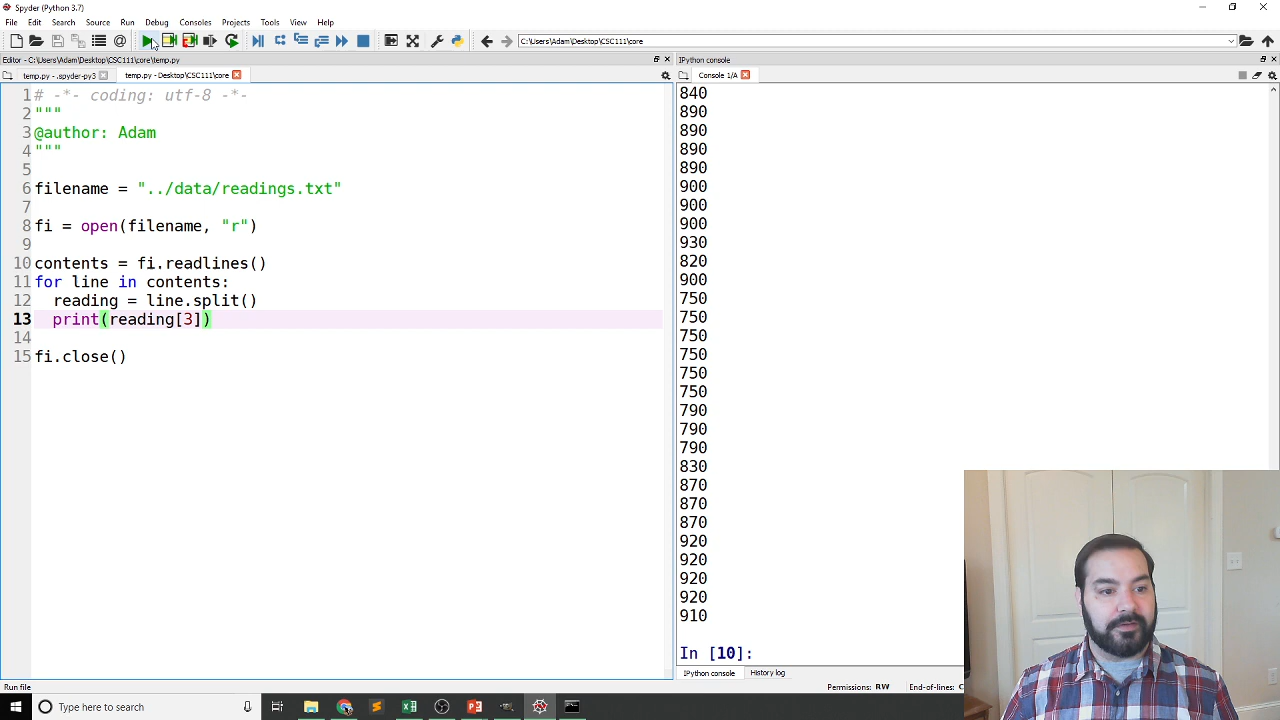 Spyder (Python 3.7)
File Edit Search Source Run Debug Consoles Projects Tools View Help
C:\Users\Adam\Desktop\CSC111\core
Editor - C:\Users\Adam\Desktop\CSC111\core\temp.py
IPython console
temp.py - .spyder-py3
temp.py - Desktop\CSC111\core
Console 1/A
1 # -*- coding: utf-8 -*-
2 """
3 @author: Adam
4 """
5
6 filename = "../data/readings.txt"
7
8 fi = open(filename, "r")
9
10 contents = fi.readlines()
11 for line in contents:
12 reading = line.split()
13 print(reading[3])
14
15 fi.close()
840
890
890
890
890
900
900
900
930
820
900
750
750
750
750
750
750
790
790
790
830
870
870
870
920
920
920
920
910
In [10]:
IPython console History log
Run file
Permissions: RW End-of-lines: C
Type here to search